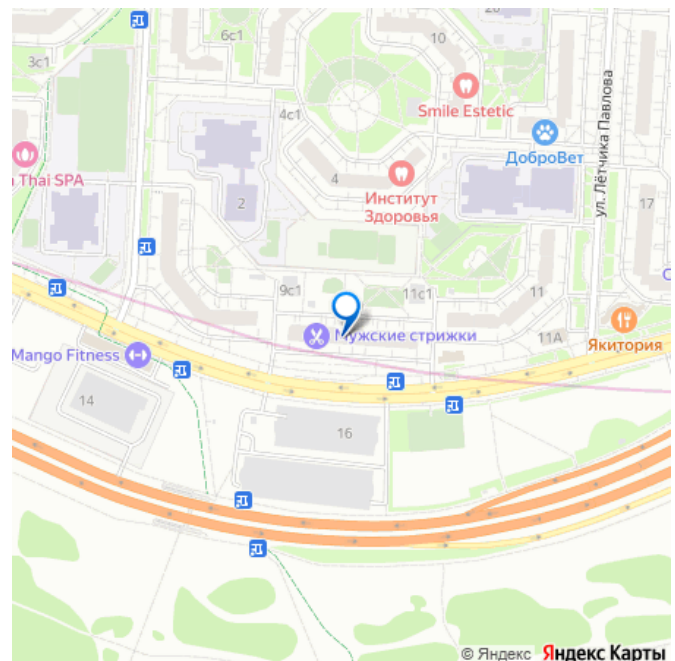 20
6с1
10
3с1
Smile Estetic
4с1
ДоброВет
ул. Лётчика Павлова
Thai SPA
4
Институт
Здоровья
2
17
9с1
11с1
11
Мужские стрижки
11А
Якитория
Mango Fitness
14
16
© Яндекс Яндекс Карты